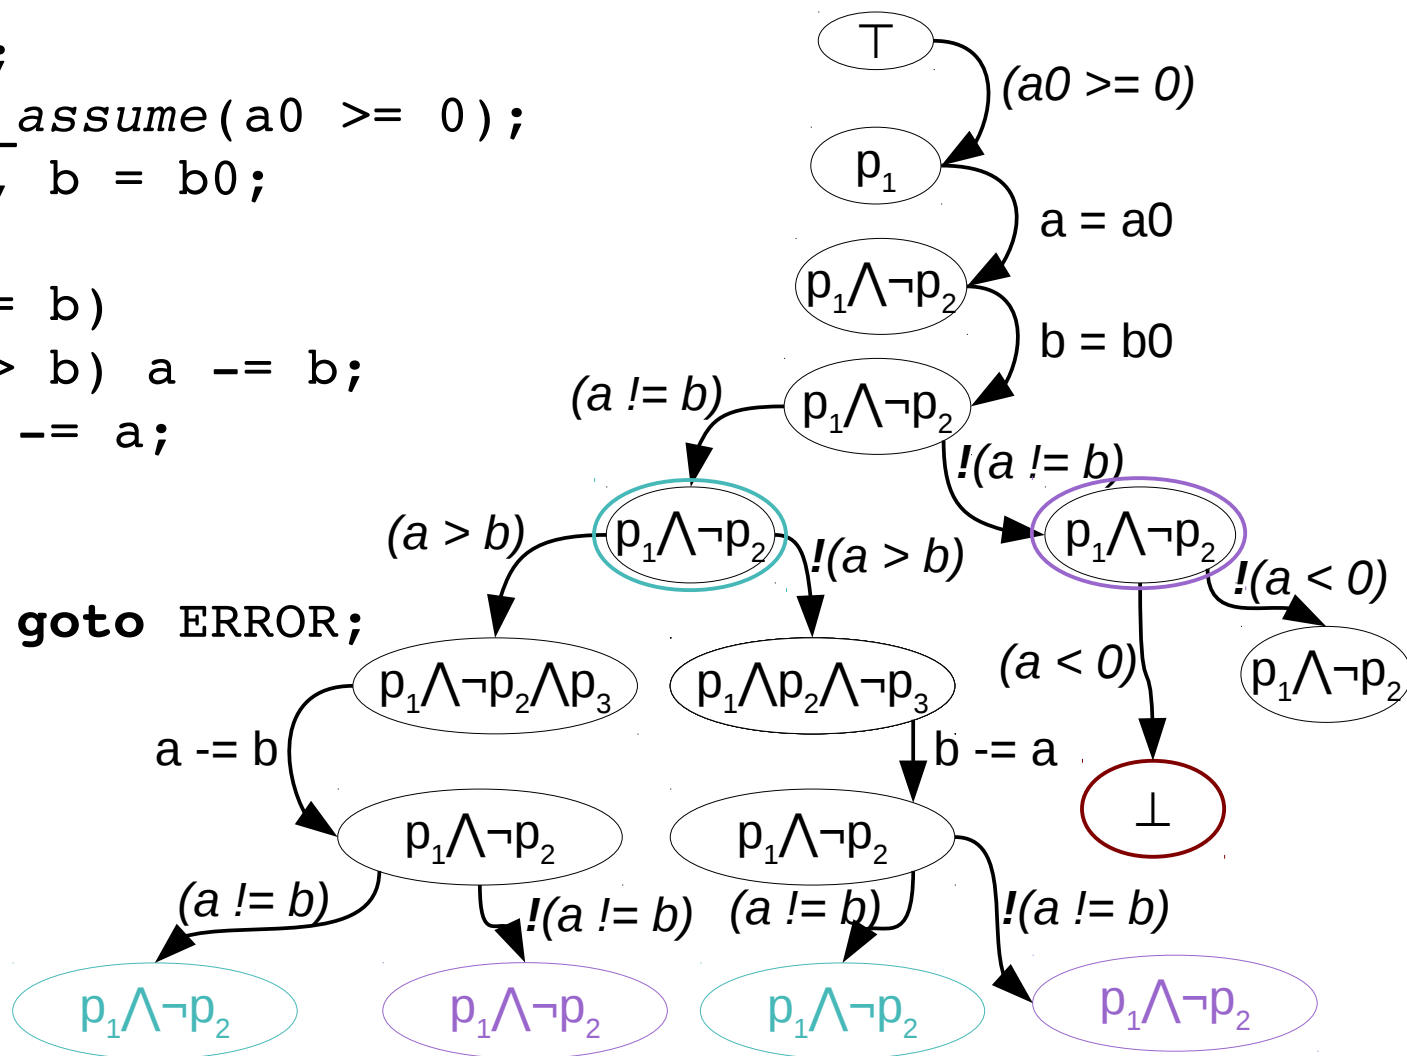 ;
_assume(a0 >= 0);
, b = b0;
= b)
> b) a -= b;
-= a;
goto ERROR;
⊤
(a0 >= 0)
p1
a = a0
p1⋀¬p2
b = b0
p1⋀¬p2
(a != b)
!(a != b)
p1⋀¬p2
p1⋀¬p2
(a > b)
!(a > b)
(a < 0)
!(a < 0)
p1⋀¬p2⋀p3
p1⋀p2⋀¬p3
p1⋀¬p2
a -= b
b -= a
⊥
p1⋀¬p2
p1⋀¬p2
(a != b)
!(a != b)
(a != b)
!(a != b)
p1⋀¬p2
p1⋀¬p2
p1⋀¬p2
p1⋀¬p2